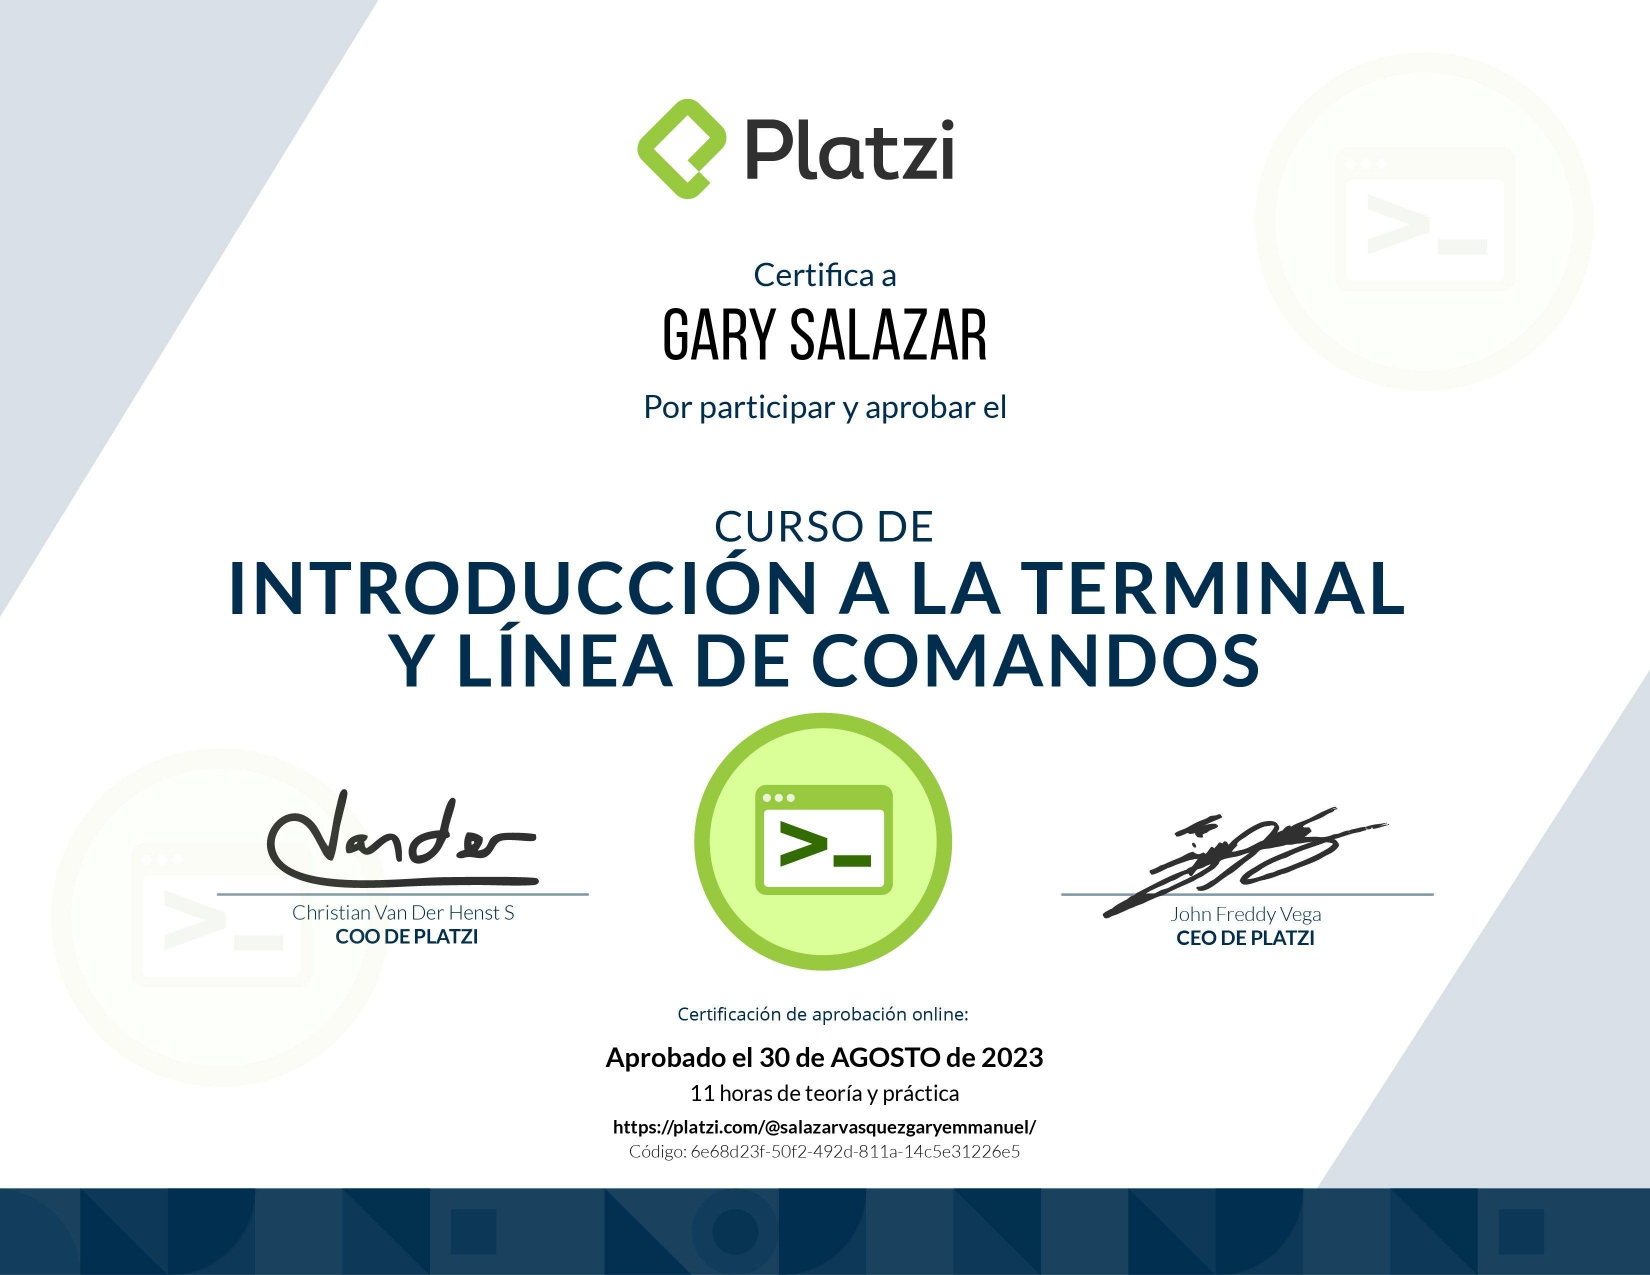 Platzi
Certifica a
GARY SALAZAR
Por participar y aprobar el
CURSO DE
INTRODUCCIÓN A LA TERMINAL
Y LÍNEA DE COMANDOS
Vander
Christian Van Der Henst S
COO DE PLATZI
John Freddy Vega
CEO DE PLATZI
Certificación de aprobación online:
Aprobado el 30 de AGOSTO de 2023
11 horas de teoría y práctica
https://platzi.com/@salazarvasquezgaryemmanuel/
Código: 6e68d23f-50f2-492d-811a-14c5e31226e5